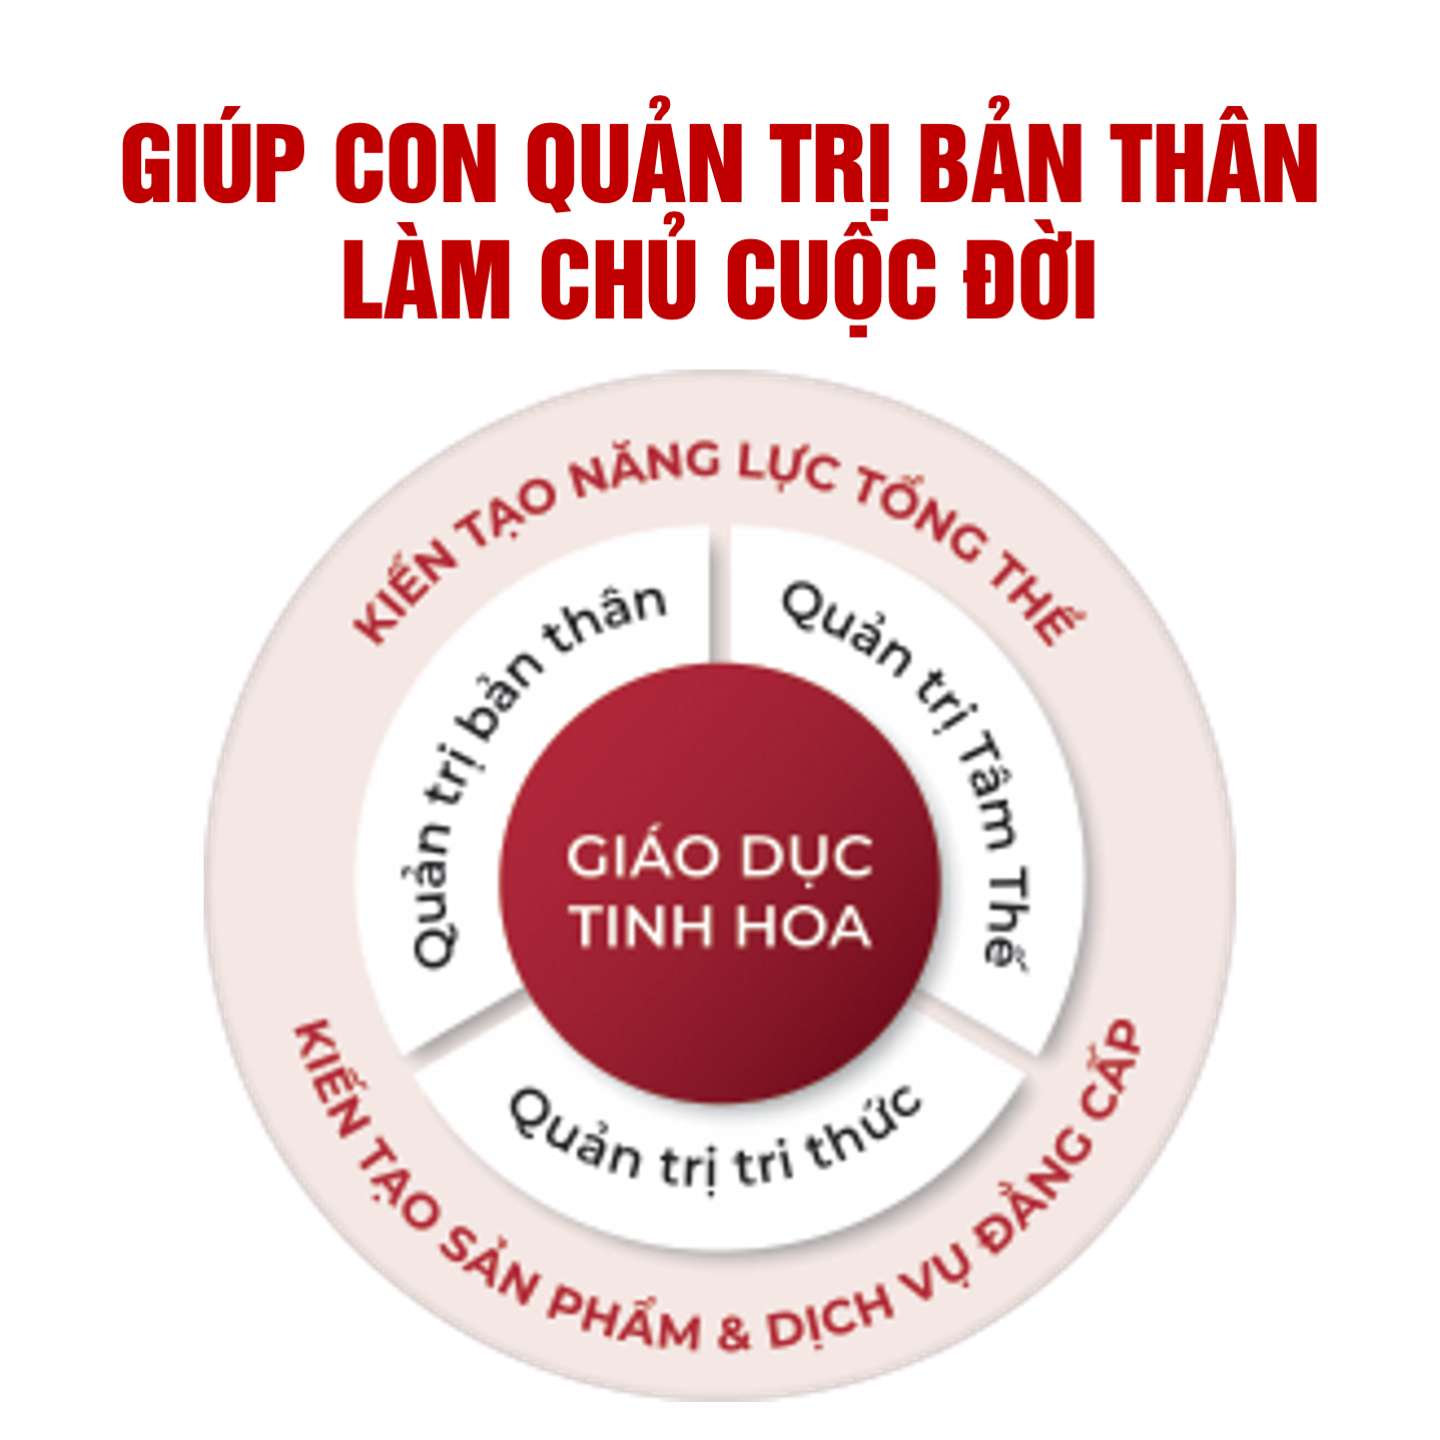 GIÚP CON QUẢN TRỊ BẢN THÂN
LÀM CHỦ CUỘC ĐỜI
KIẾN TẠO NĂNG LỰC TỔNG THỂ
Quản trị bản thân
Quản trị Tâm Thế
GIÁO DỤC
TINH HOA
Quản trị tri thức
KIẾN TẠO SẢN PHẨM & DỊCH VỤ ĐẲNG CẤP